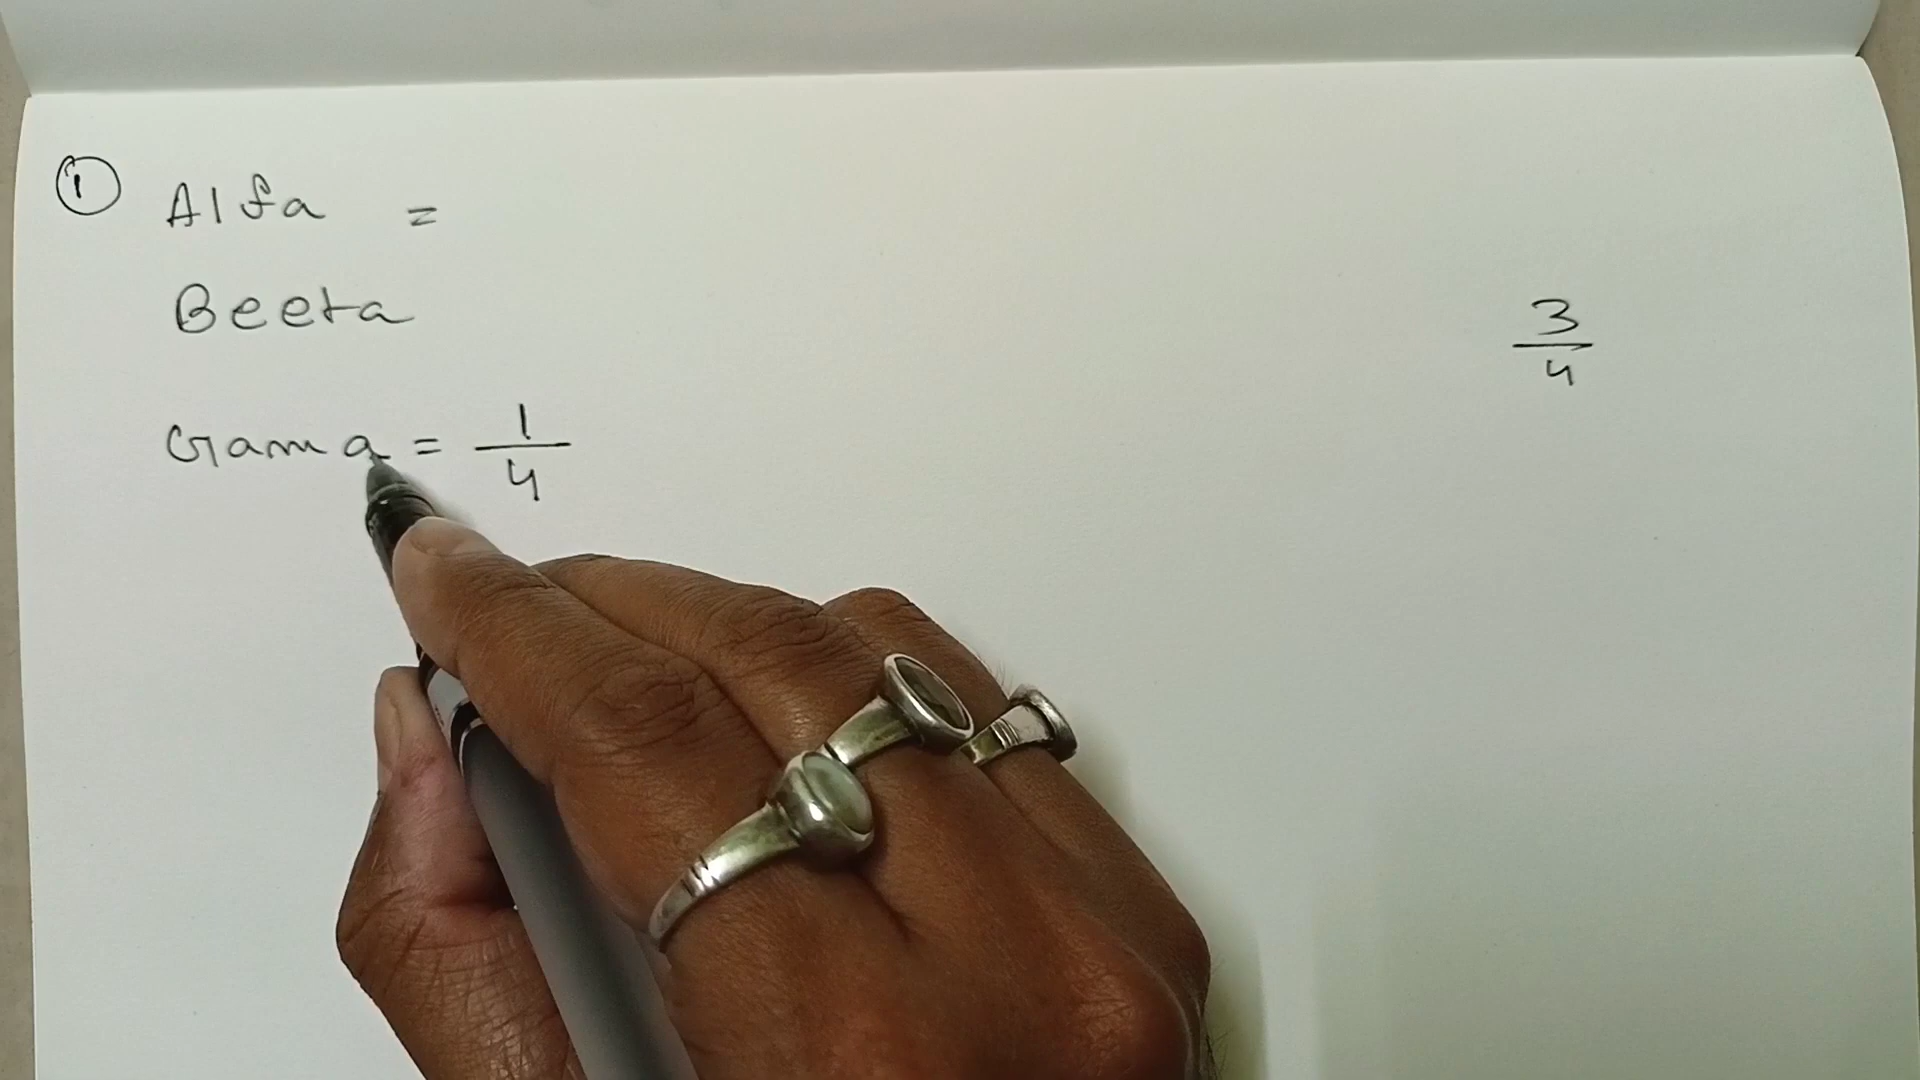 ① Alfa =
Beeta
Gama = 1/4
3/4